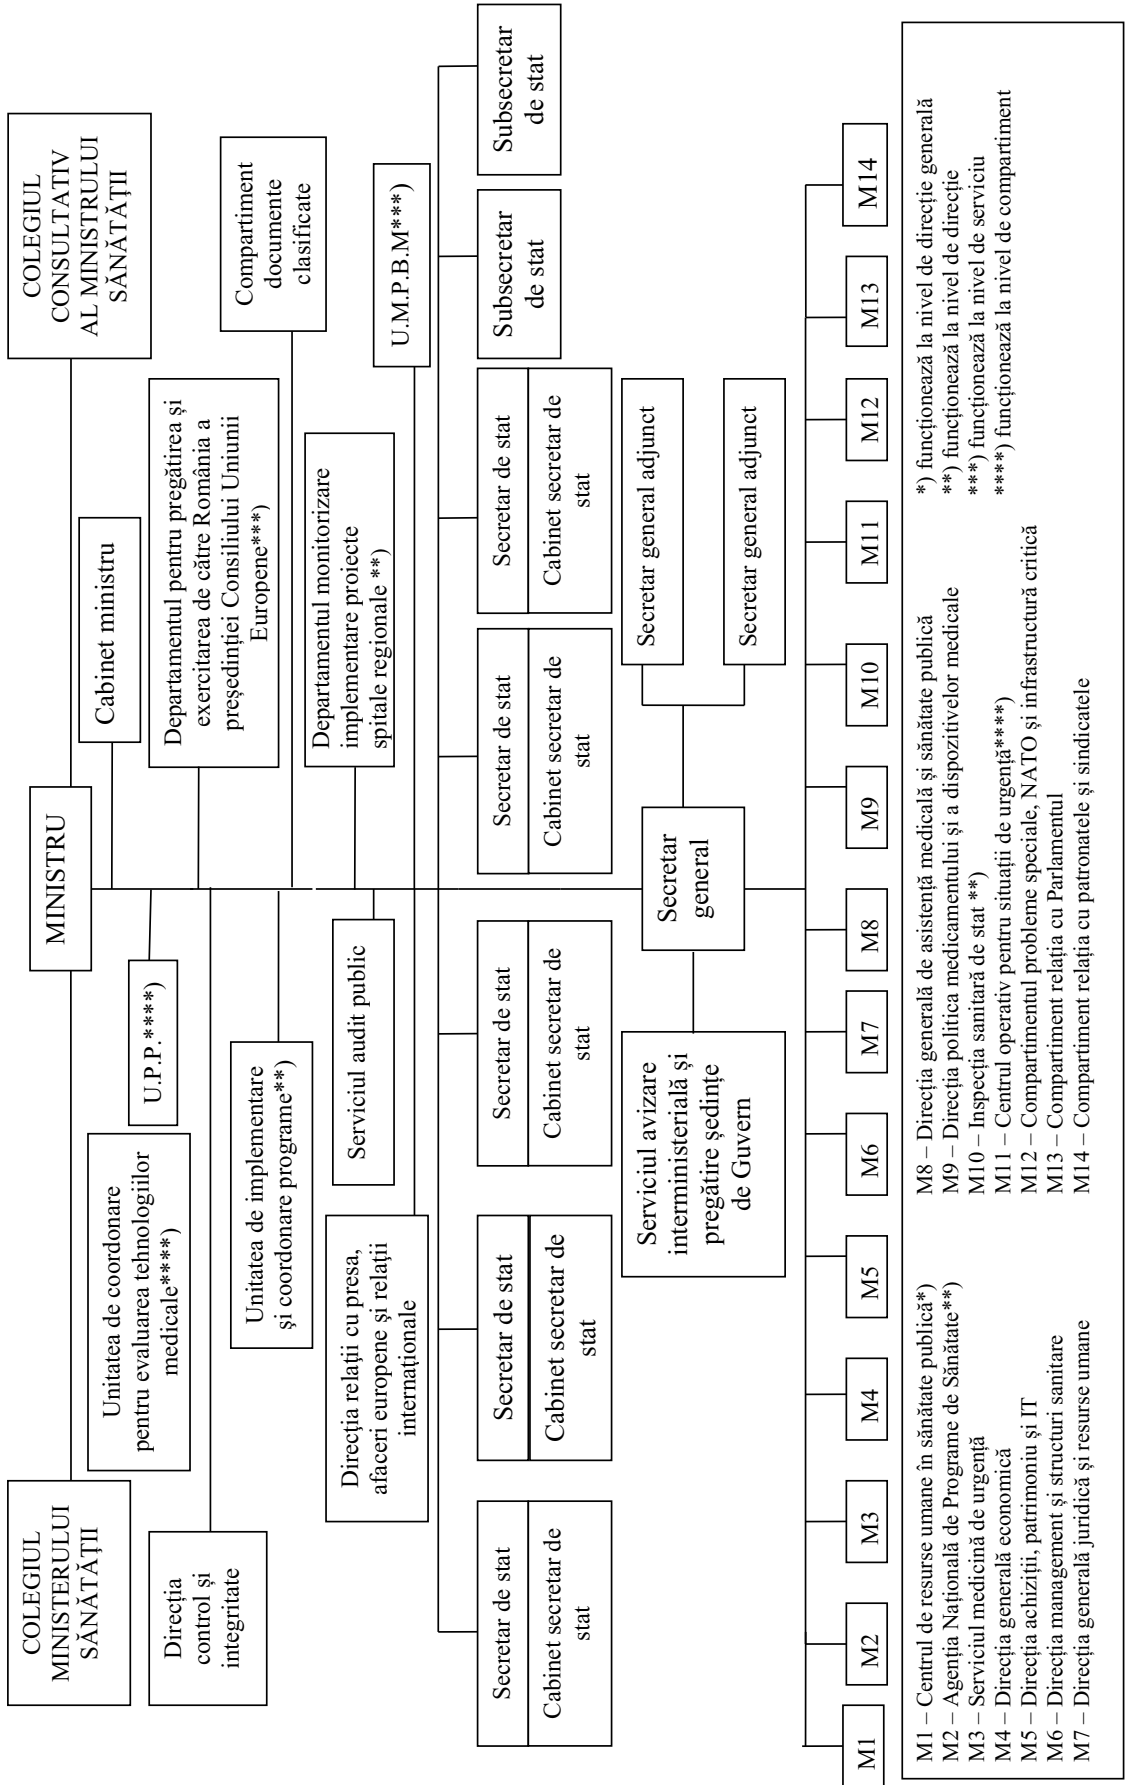 COLEGIUL
MINISTERULUI
SĂNĂTĂȚII
MINISTRU
COLEGIUL
CONSULTATIV
AL MINISTRULUI
SĂNĂTĂȚII
Cabinet ministru
Unitatea de coordonare
pentru evaluarea tehnologiilor
medicale****)
U.P.P.****)
Departamentul pentru pregătirea și
exercitarea de către România a
președinției Consiliului Uniunii
Europene***)
Direcția
control și
integritate
Compartiment
documente
clasificate
Unitatea de implementare
și coordonare programe**)
Departamentul monitorizare
implementare proiecte
spitale regionale **)
Serviciul audit public
Direcția relații cu presa,
afaceri europene și relații
internaționale
U.M.P.B.M***)
Secretar de stat
Cabinet secretar de
stat
Secretar de stat
Cabinet secretar de
stat
Secretar de stat
Cabinet secretar de
stat
Secretar de stat
Cabinet secretar de
stat
Secretar de stat
Cabinet secretar de
stat
Subsecretar
de stat
Subsecretar
de stat
Serviciul avizare
interministerială și
pregătire ședințe
de Guvern
Secretar
general
Secretar general adjunct
Secretar general adjunct
M1
M2
M3
M4
M5
M6
M7
M8
M9
M10
M11
M12
M13
M14
M1 – Centrul de resurse umane în sănătate publică*)
M2 – Agenția Națională de Programe de Sănătate**)
M3 – Serviciul medicină de urgență
M4 – Direcția generală economică
M5 – Direcția achiziții, patrimoniu și IT
M6 – Direcția management și structuri sanitare
M7 – Direcția generală juridică și resurse umane
M8 – Direcția generală de asistență medicală și sănătate publică
M9 – Direcția politica medicamentului și a dispozitivelor medicale
M10 – Inspecția sanitară de stat **)
M11 – Centrul operativ pentru situații de urgență****)
M12 – Compartimentul probleme speciale, NATO și infrastructură critică
M13 – Compartiment relația cu Parlamentul
M14 – Compartiment relația cu patronatele și sindicatele
*) funcționează la nivel de direcție generală
**) funcționează la nivel de direcție
***) funcționează la nivel de serviciu
****) funcționează la nivel de compartiment